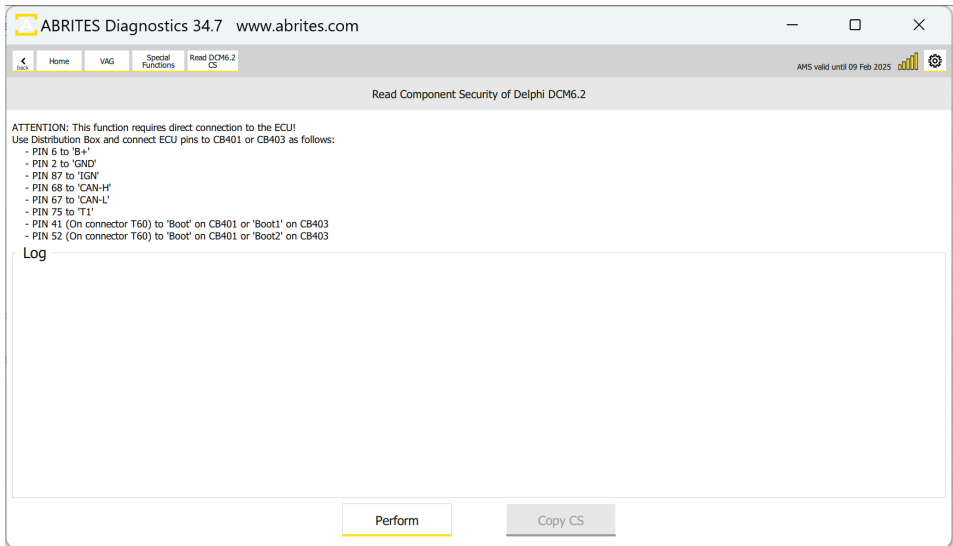 ABRITES Diagnostics 34.7 www.abrites.com
back
Home
VAG
Special
Functions
Read DCM6.2
CS
AMS valid until 09 Feb 2025
Read Component Security of Delphi DCM6.2
ATTENTION: This function requires direct connection to the ECU!
Use Distribution Box and connect ECU pins to CB401 or CB403 as follows:
- PIN 6 to 'B+'
- PIN 2 to 'GND'
- PIN 87 to 'IGN'
- PIN 68 to 'CAN-H'
- PIN 67 to 'CAN-L'
- PIN 75 to 'T1'
- PIN 41 (On connector T60) to 'Boot' on CB401 or 'Boot1' on CB403
- PIN 52 (On connector T60) to 'Boot' on CB401 or 'Boot2' on CB403
Log
Perform
Copy CS